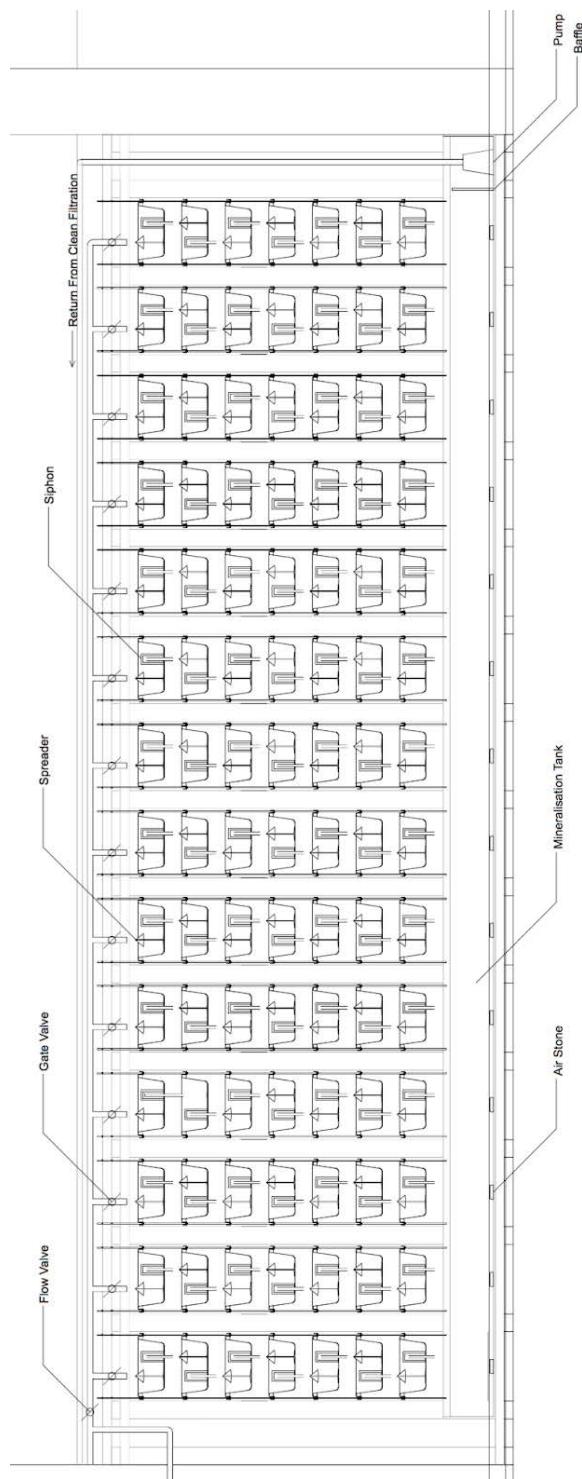 Flow Valve
Gate Valve
Spreader
Siphon
Return From Clean Filtration
Air Stone
Mineralisation Tank
Baffle
Pump